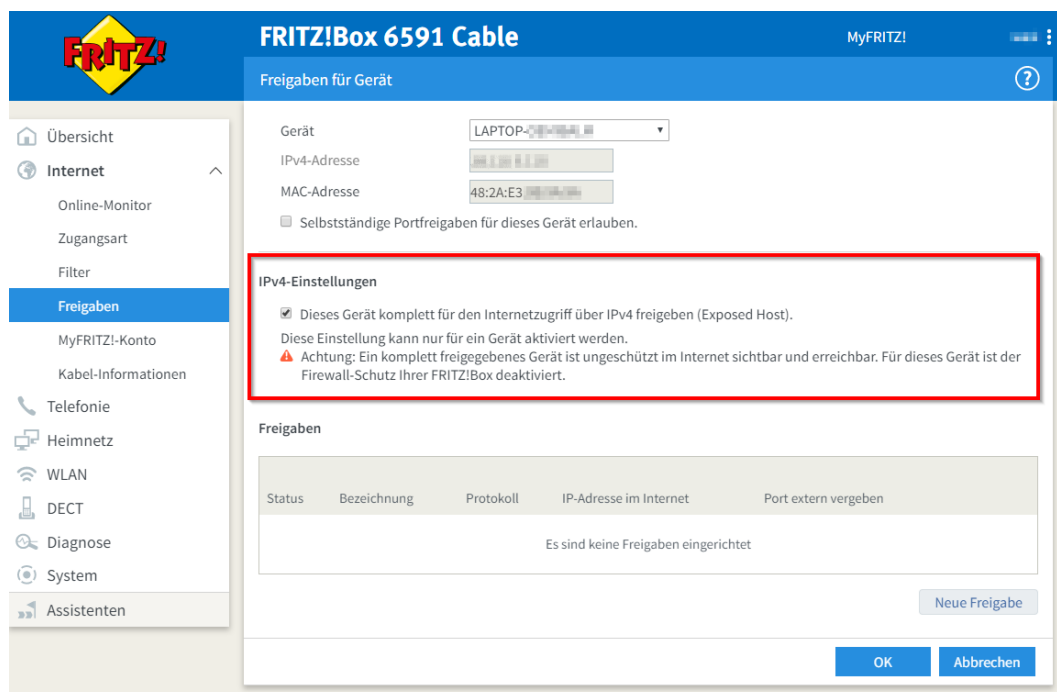 FRITZ!
FRITZ!Box 6591 Cable
MyFRITZ!
Freigaben für Gerät
Übersicht
Internet
Online-Monitor
Zugangsart
Filter
Freigaben
MyFRITZ!-Konto
Kabel-Informationen
Telefonie
Heimnetz
WLAN
DECT
Diagnose
System
Assistenten
Gerät LAPTOP-
IPv4-Adresse
MAC-Adresse 48:2A:E3
Selbstständige Portfreigaben für dieses Gerät erlauben.
IPv4-Einstellungen
Dieses Gerät komplett für den Internetzugriff über IPv4 freigeben (Exposed Host).
Diese Einstellung kann nur für ein Gerät aktiviert werden.
Achtung: Ein komplett freigegebenes Gerät ist ungeschützt im Internet sichtbar und erreichbar. Für dieses Gerät ist der
Firewall-Schutz Ihrer FRITZ!Box deaktiviert.
Freigaben
Status Bezeichnung Protokoll IP-Adresse im Internet Port extern vergeben
Es sind keine Freigaben eingerichtet
Neue Freigabe
OK Abbrechen